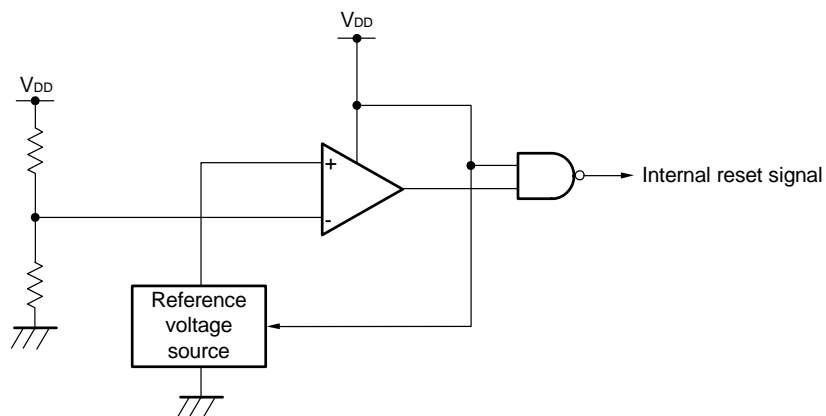 VDD
VDD
+
-
Internal reset signal
Reference
voltage
source